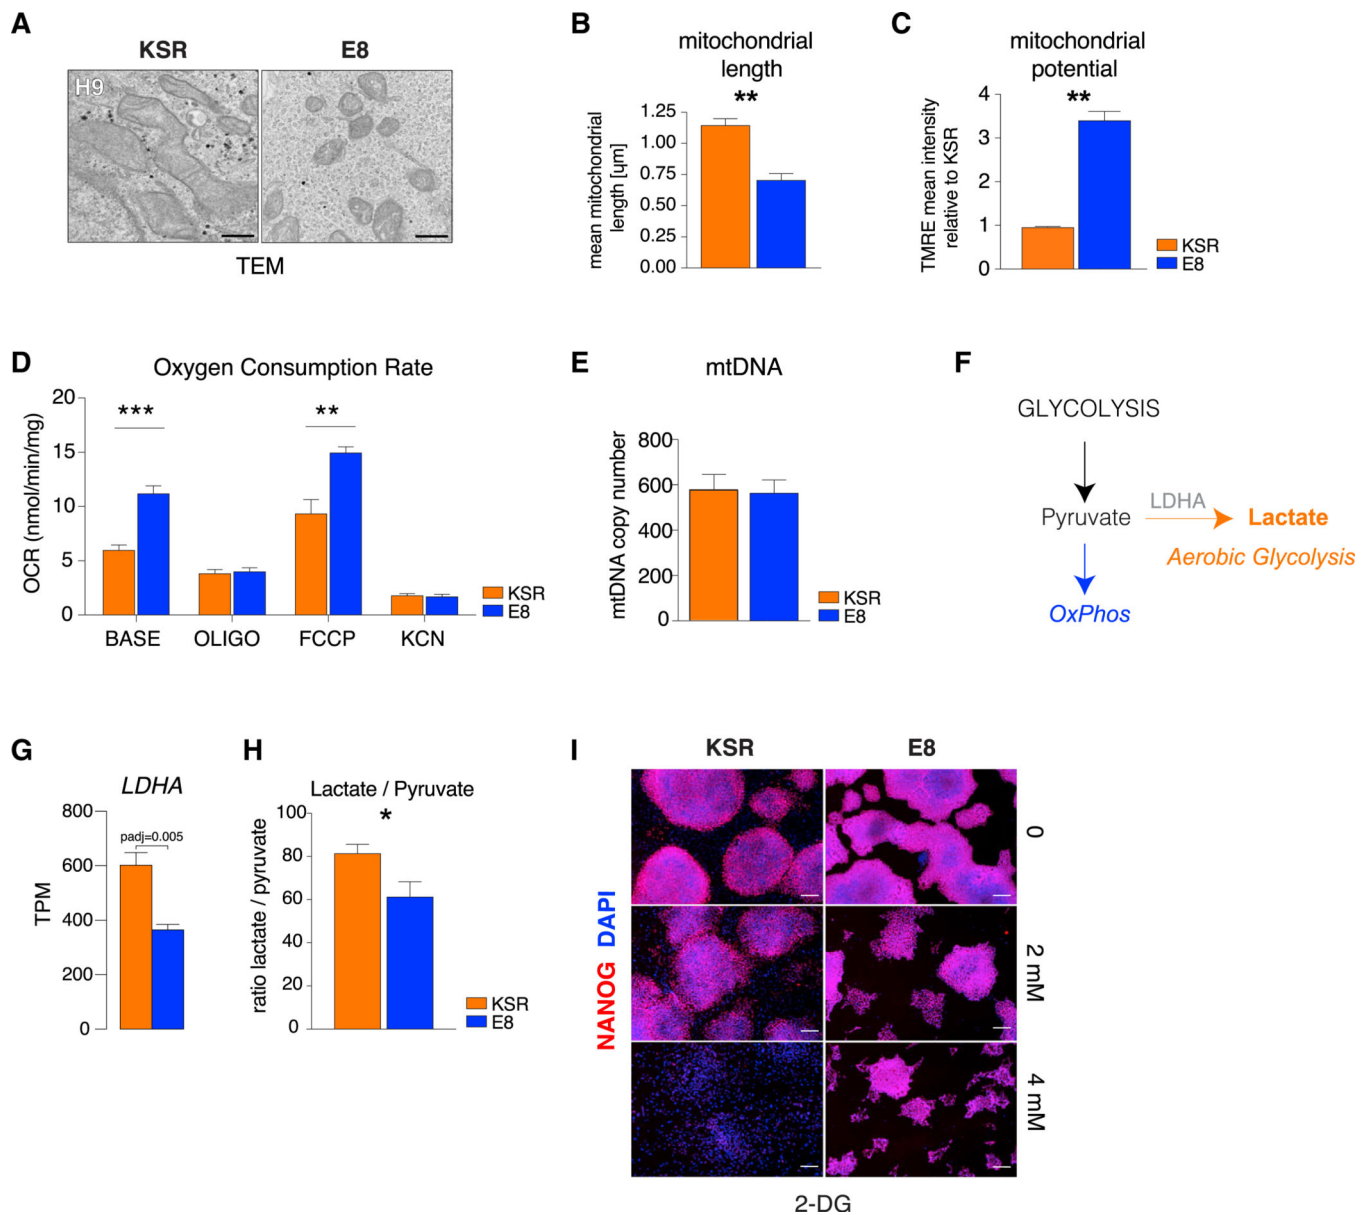 A
KSR
E8
H9
TEM
B
mitochondrial
length
**
mean mitochondrial
length [µm]
1.25
1.00
0.75
0.50
0.25
0.00
C
mitochondrial
potential
**
TMRE mean intensity
relative to KSR
4
3
2
1
0
KSR
E8
D
Oxygen Consumption Rate
OCR (nmol/min/mg)
20
15
10
5
0
***
**
BASE
OLIGO
FCCP
KCN
KSR
E8
E
mtDNA
mtDNA copy number
800
600
400
200
0
KSR
E8
F
GLYCOLYSIS
Pyruvate
LDHA
Lactate
Aerobic Glycolysis
OxPhos
G
LDHA
TPM
800
600
400
200
0
padj=0.005
H
Lactate / Pyruvate
*
ratio lactate / pyruvate
100
80
60
40
20
0
KSR
E8
I
KSR
E8
NANOG DAPI
0
2 mM
4 mM
2-DG